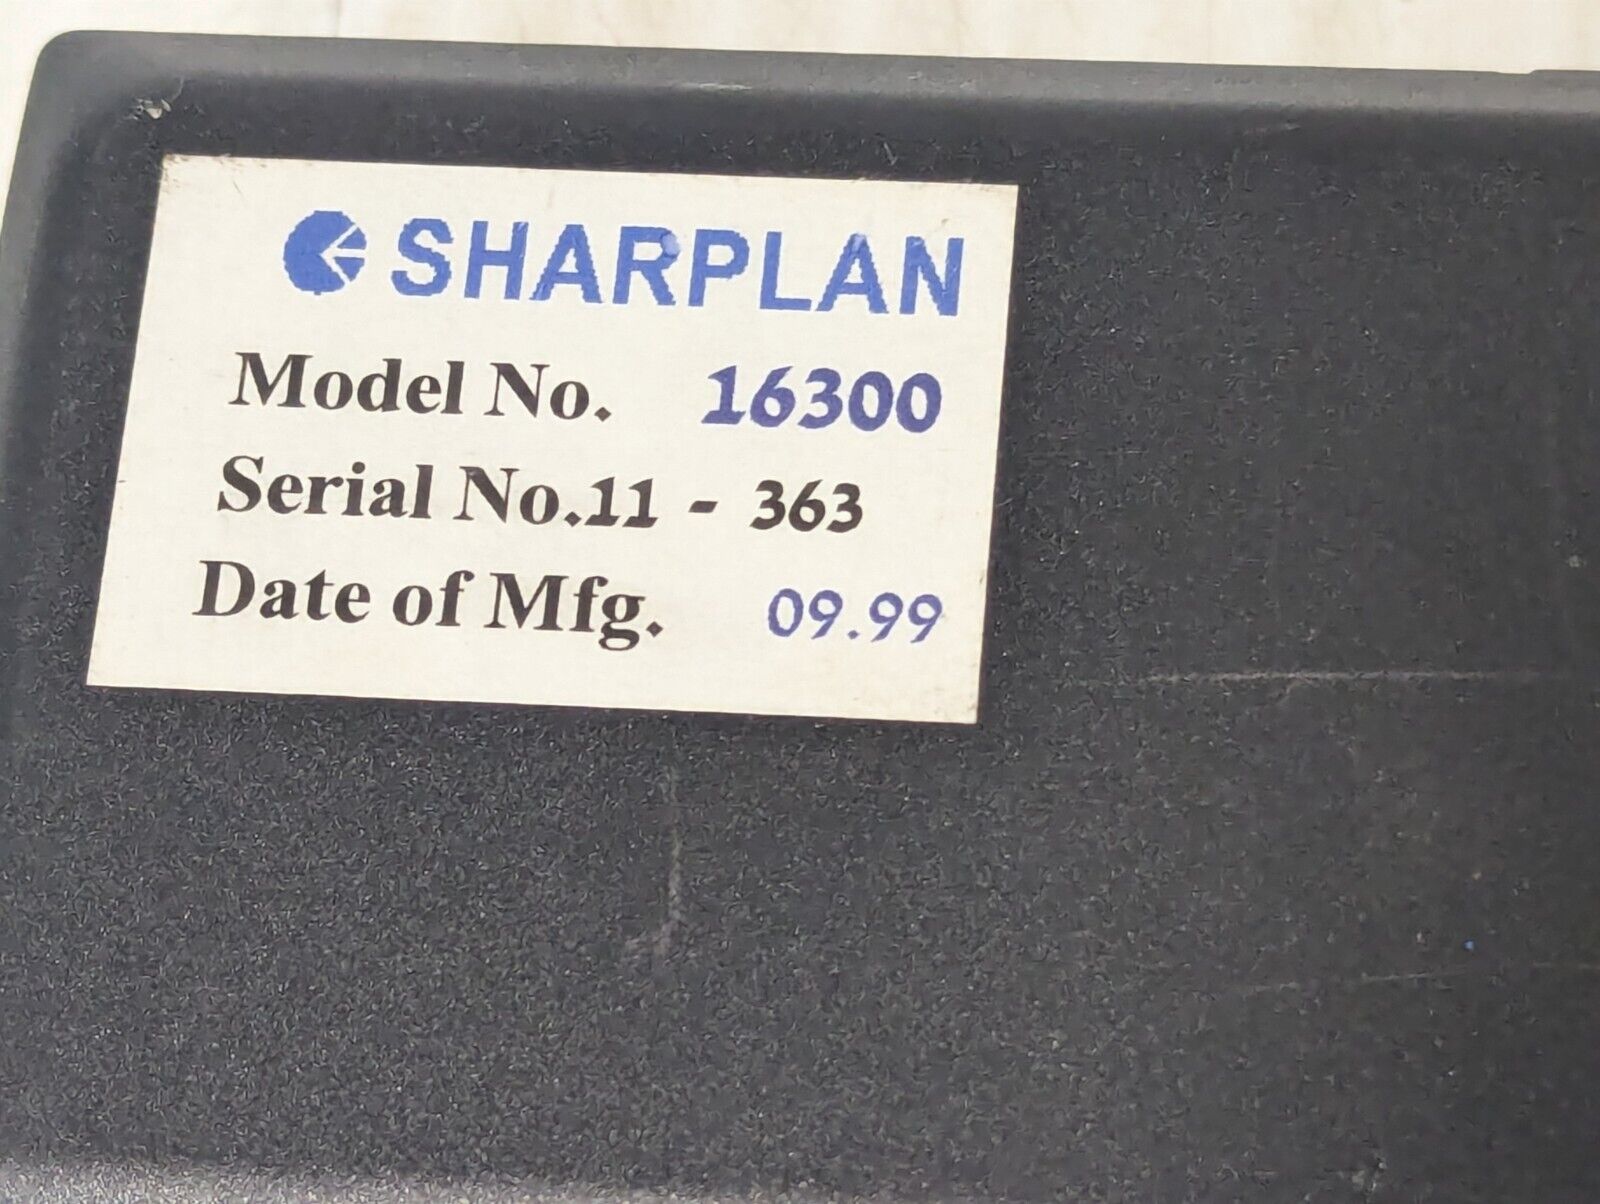 SHARPLAN
Model No. 16300
Serial No.11 - 363
Date of Mfg. 09.99